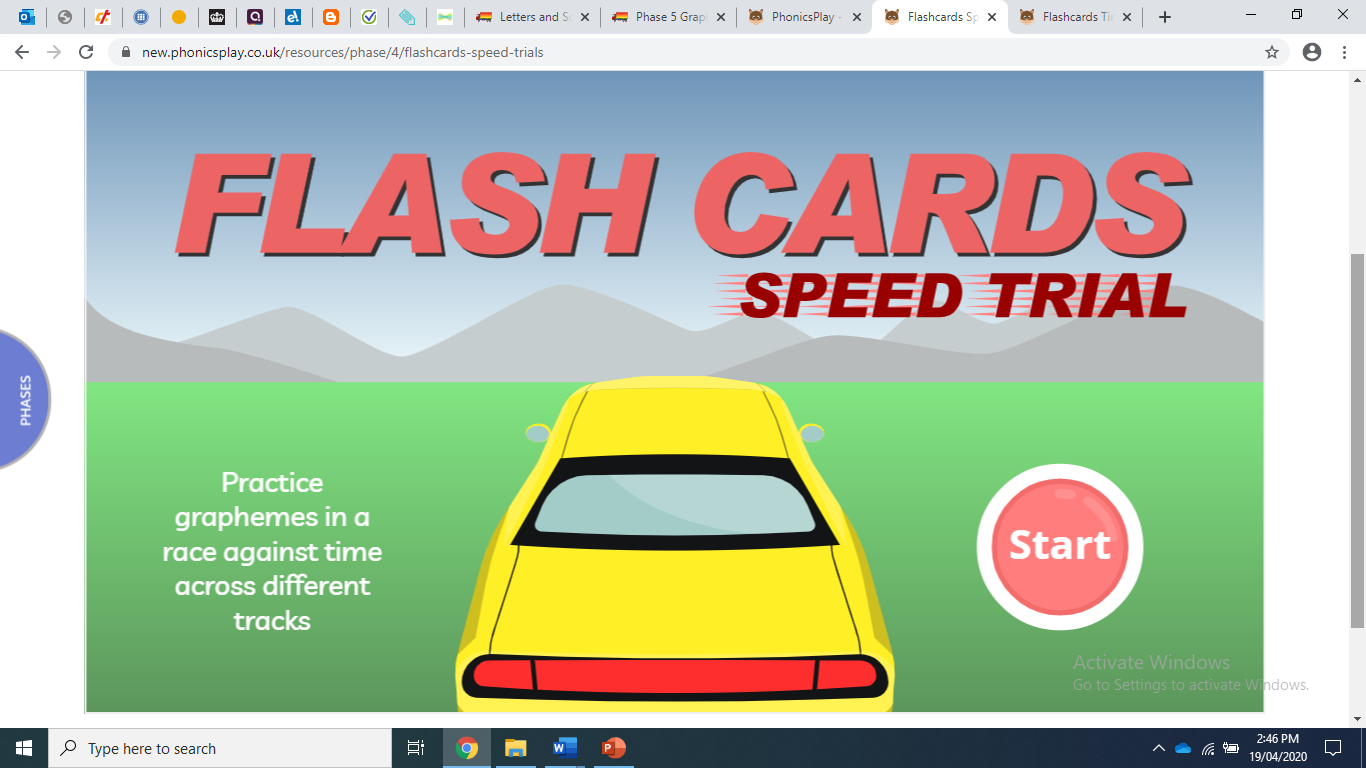 Letters and So
Phase 5 Grap
PhonicsPlay -
Flashcards Sp
Flashcards Ti
new.phonicsplay.co.uk/resources/phase/4/flashcards-speed-trials
FLASH CARDS
SPEED TRIAL
PHASES
Practice
graphemes in a
race against time
across different
tracks
Start
Activate Windows
Go to Settings to activate Windows.
Type here to search
2:46 PM
19/04/2020